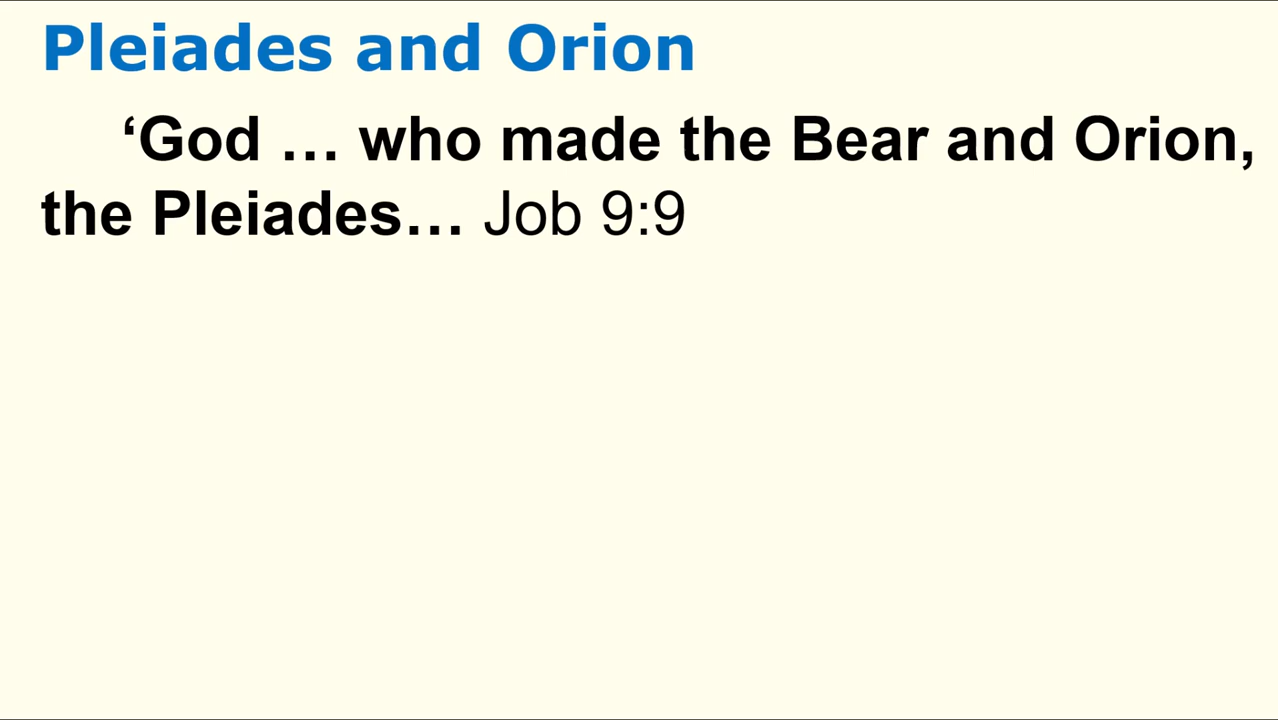 Pleiades and Orion
‘God … who made the Bear and Orion,
the Pleiades… Job 9:9